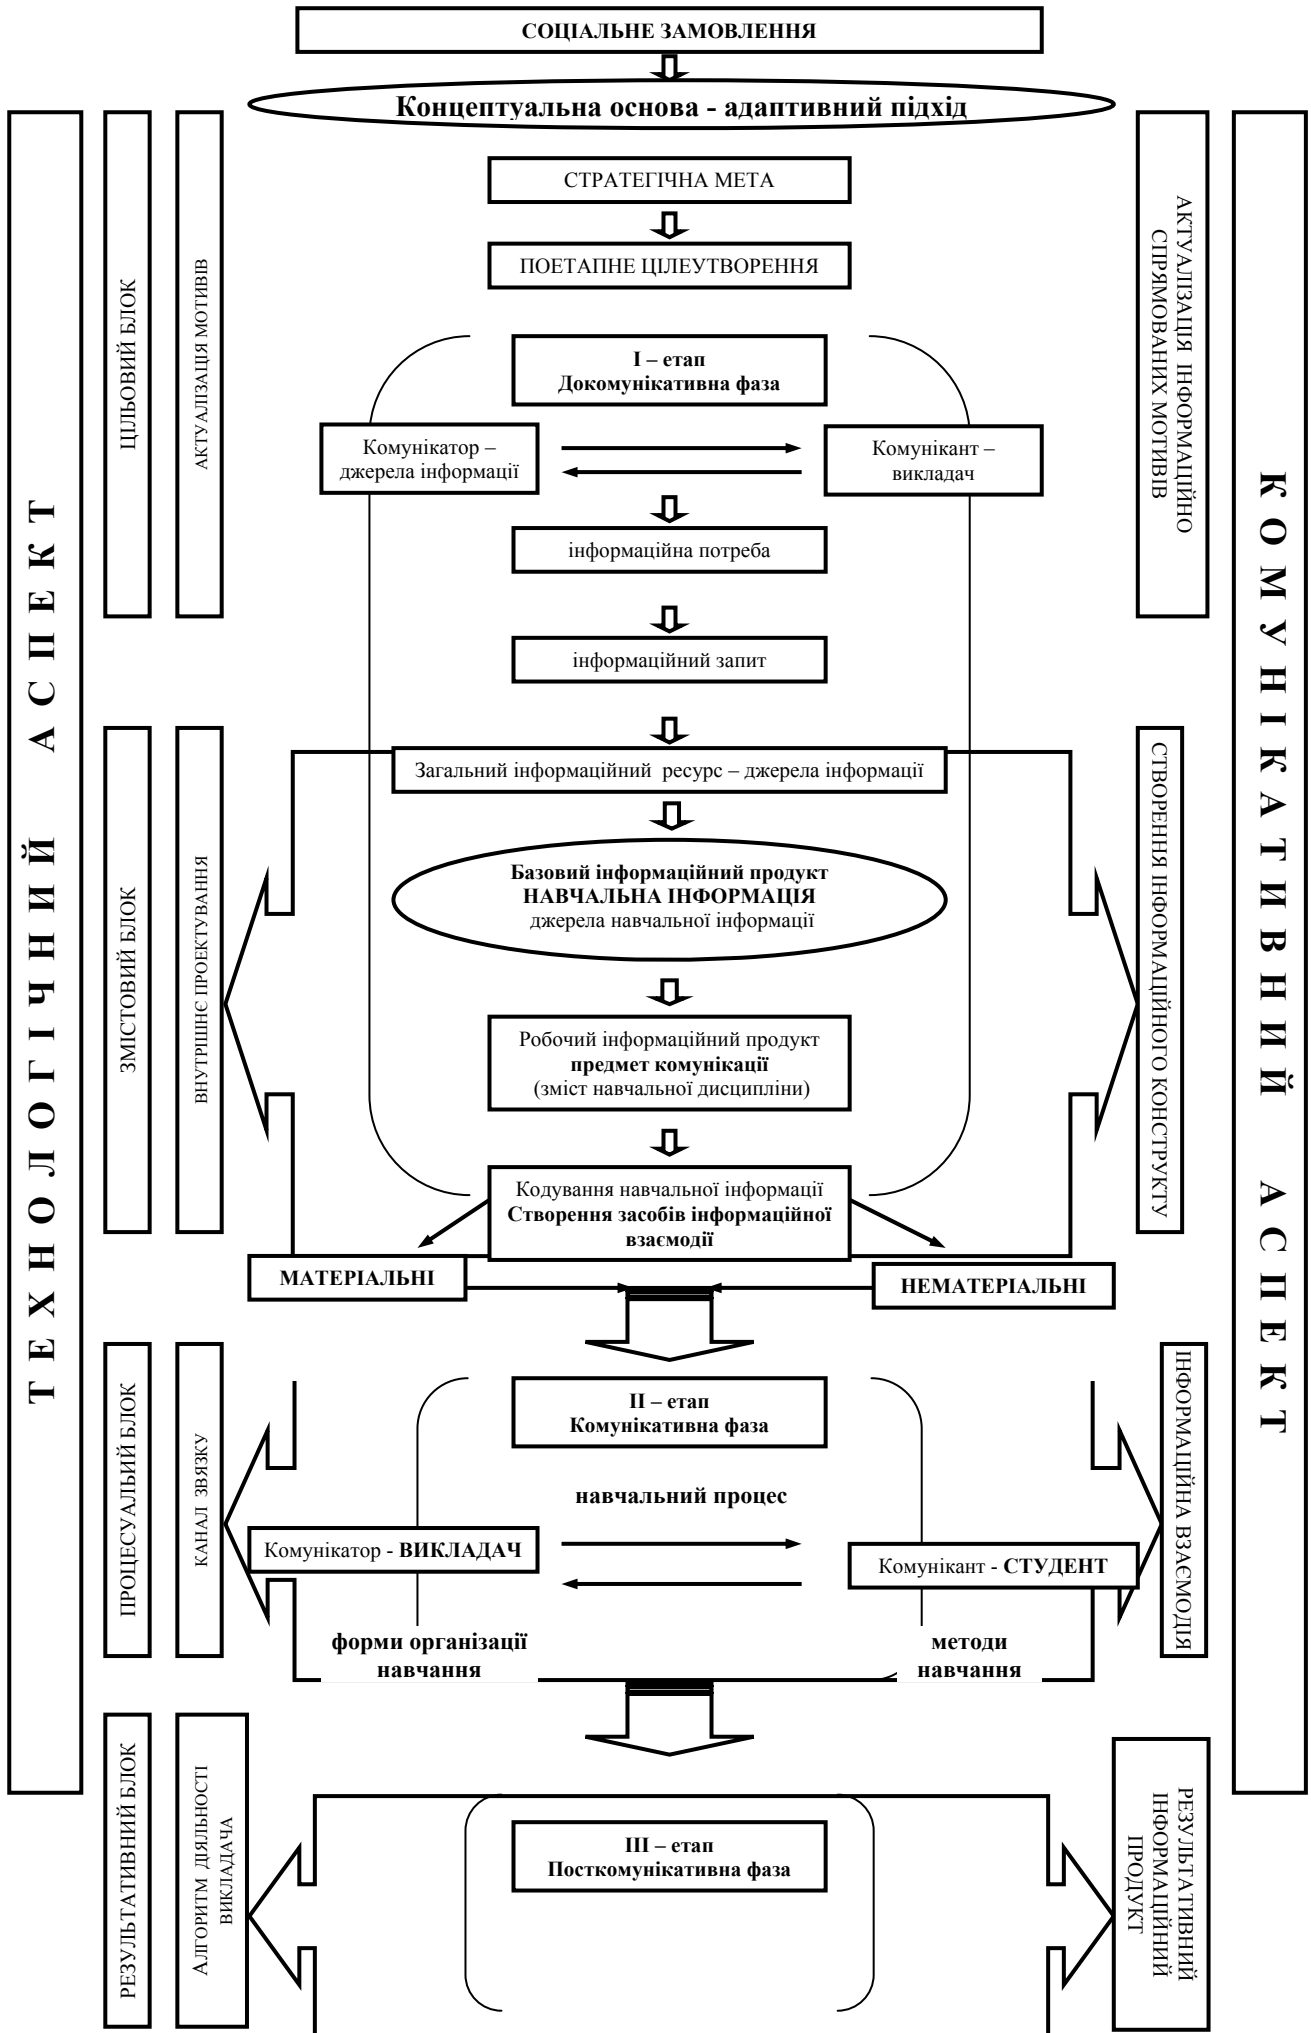 СОЦІАЛЬНЕ ЗАМОВЛЕННЯ
Концептуальна основа - адаптивний підхід
СТРАТЕГІЧНА МЕТА
ПОЕТАПНЕ ЦІЛЕУТВОРЕННЯ
ТЕХНОЛОГІЧНИЙ АСПЕКТ
ЦІЛЬОВИЙ БЛОК
АКТУАЛІЗАЦІЯ МОТИВІВ
АКТУАЛІЗАЦІЯ ІНФОРМАЦІЙНО
СПРЯМОВАНИХ МОТИВІВ
КОМУНІКАТИВНИЙ АСПЕКТ
І – етап
Докомунікативна фаза
Комунікатор –
джерела інформації
Комунікант –
викладач
інформаційна потреба
інформаційний запит
ЗМІСТОВИЙ БЛОК
ВНУТРІШНЄ ПРОЕКТУВАННЯ
Загальний інформаційний ресурс – джерела інформації
СТВОРЕННЯ ІНФОРМАЦІЙНОГО КОНСТРУКТУ
Базовий інформаційний продукт
НАВЧАЛЬНА ІНФОРМАЦІЯ
джерела навчальної інформації
Робочий інформаційний продукт
предмет комунікації
(зміст навчальної дисципліни)
Кодування навчальної інформації
Створення засобів інформаційної
взаємодії
МАТЕРІАЛЬНІ
НЕМАТЕРІАЛЬНІ
ПРОЦЕСУАЛЬИЙ БЛОК
КАНАЛ ЗВЯЗКУ
ІІ – етап
Комунікативна фаза
ІНФОРМАЦІЙНА ВЗАЄМОДІЯ
навчальний процес
Комунікатор - ВИКЛАДАЧ
Комунікант - СТУДЕНТ
форми організації
навчання
методи
навчання
РЕЗУЛЬТАТИВНИЙ БЛОК
АЛГОРИТМ ДІЯЛЬНОСТІ
ВИКЛАДАЧА
ІІІ – етап
Посткомунікативна фаза
РЕЗУЛЬТАТИВНИЙ
ІНФОРМАЦІЙНИЙ
ПРОДУКТ